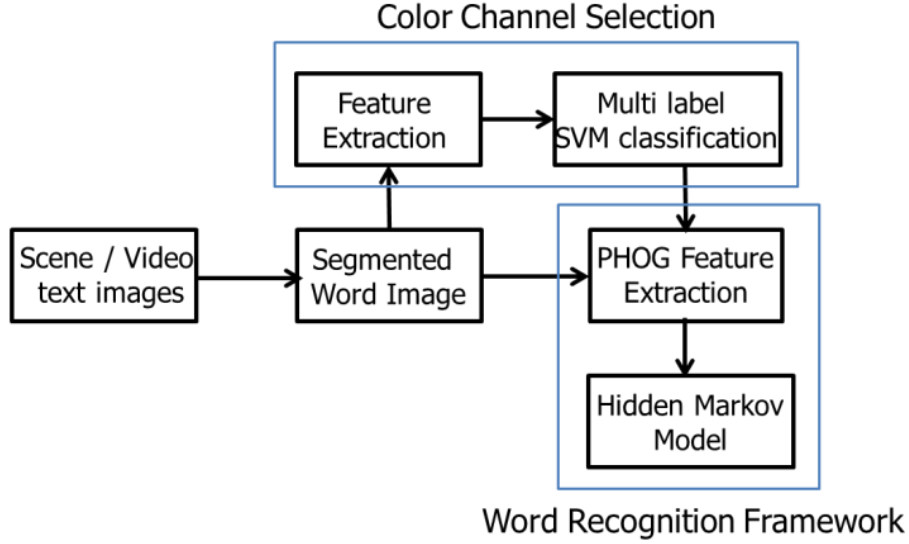 Color Channel Selection
Feature
Extraction
Multi label
SVM classification
Scene / Video
text images
Segmented
Word Image
PHOG Feature
Extraction
Hidden Markov
Model
Word Recognition Framework